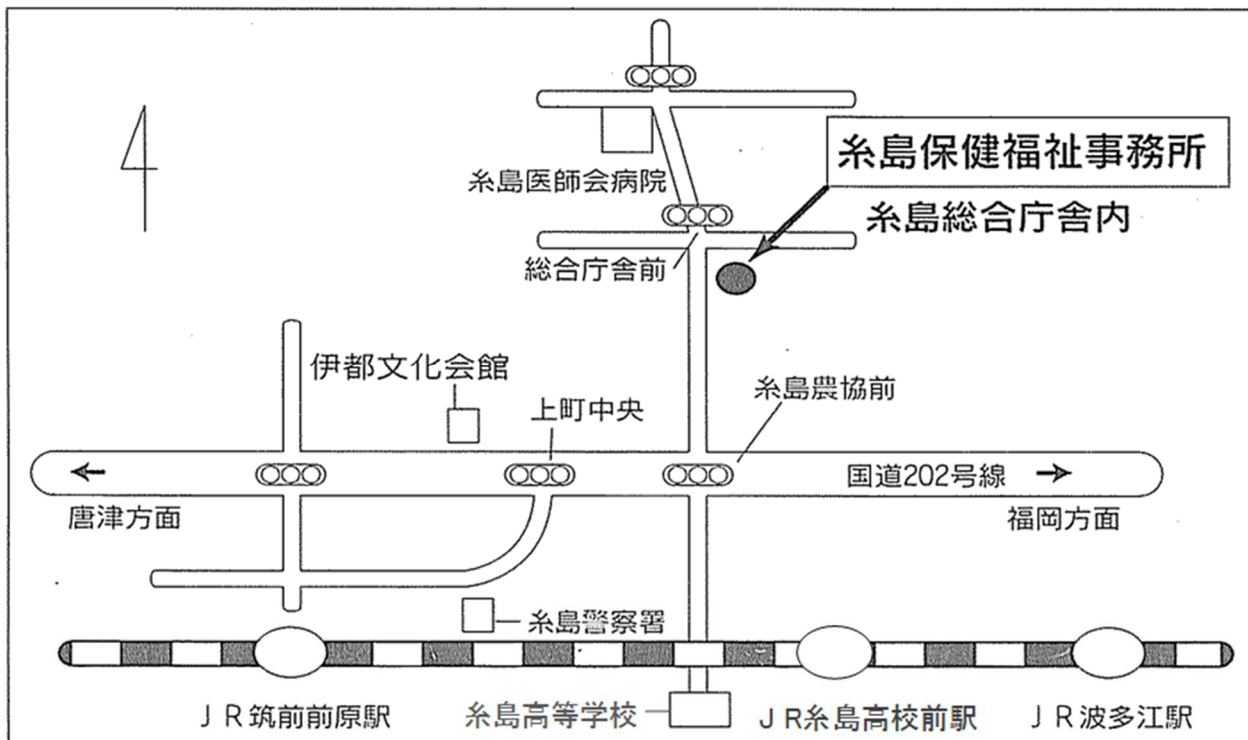 糸島保健福祉事務所
糸島医師会病院
糸島総合庁舎内
総合庁舎前
伊都文化会館
上町中央
糸島農協前
国道202号線
唐津方面
福岡方面
糸島警察署
JR筑前前原駅
糸島高等学校
JR糸島高校前駅
JR波多江駅